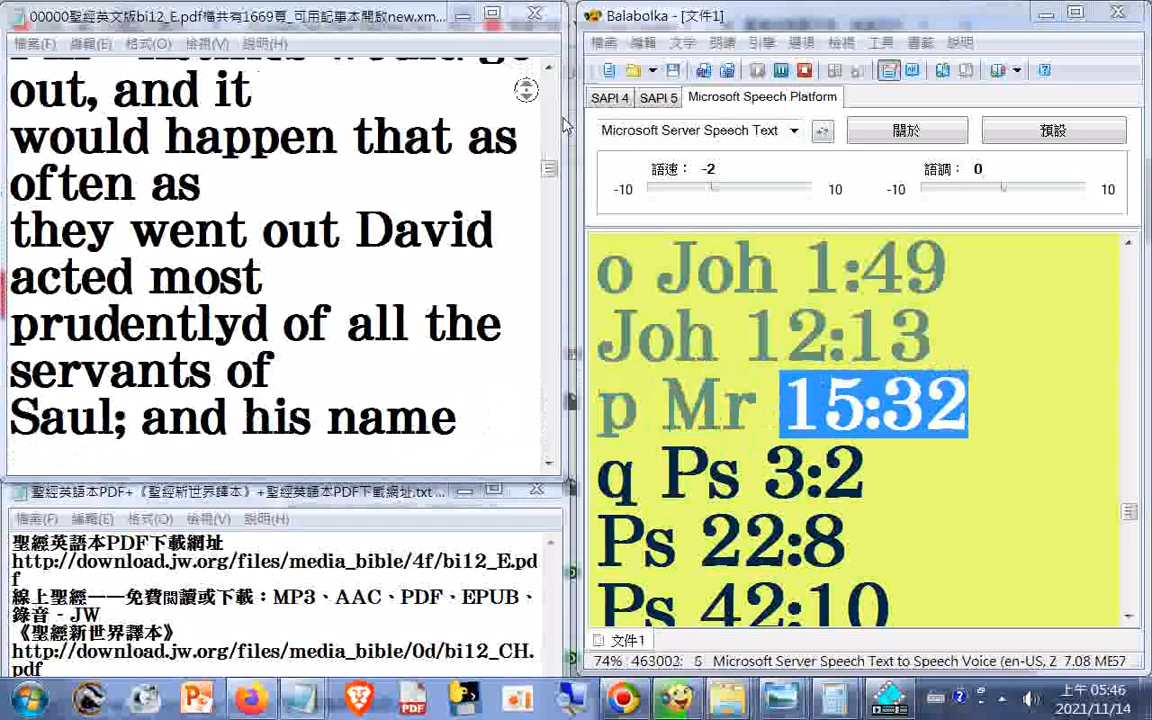 00000聖經英文版bi12_E.pdf檔共有1669頁_可用記事本開啟new.xm...
檔案(F) 編輯(E) 格式(O) 檢視(V) 說明(H)
out, and it
would happen that as
often as
they went out David
acted most
prudentlyd of all the
servants of
Saul; and his name
聖經英語本PDF+《聖經新世界譯本》+聖經英語本PDF下載網址.txt ...
檔案(F) 編輯(E) 格式(O) 檢視(V) 說明(H)
聖經英語本PDF下載網址
http://download.jw.org/files/media_bible/4f/bi12_E.pd
f
線上聖經——免費閱讀或下載：MP3、AAC、PDF、EPUB、
錄音 - JW
《聖經新世界譯本》
http://download.jw.org/files/media_bible/0d/bi12_CH.
pdf
Balabolka - [文件1]
檔案 編輯 文字 朗讀 引擎 選項 檢視 工具 書籤 說明
SAPI 4 SAPI 5 Microsoft Speech Platform
Microsoft Server Speech Text
關於 預設
語速： -2 語調： 0
-10 10 -10 10
o Joh 1:49
Joh 12:13
p Mr 15:32
q Ps 3:2
Ps 22:8
Ps 42:10
文件1
74% 463002: 5 Microsoft Server Speech Text to Speech Voice (en-US, Z 7.08 ME57
上午 05:46
2021/11/14